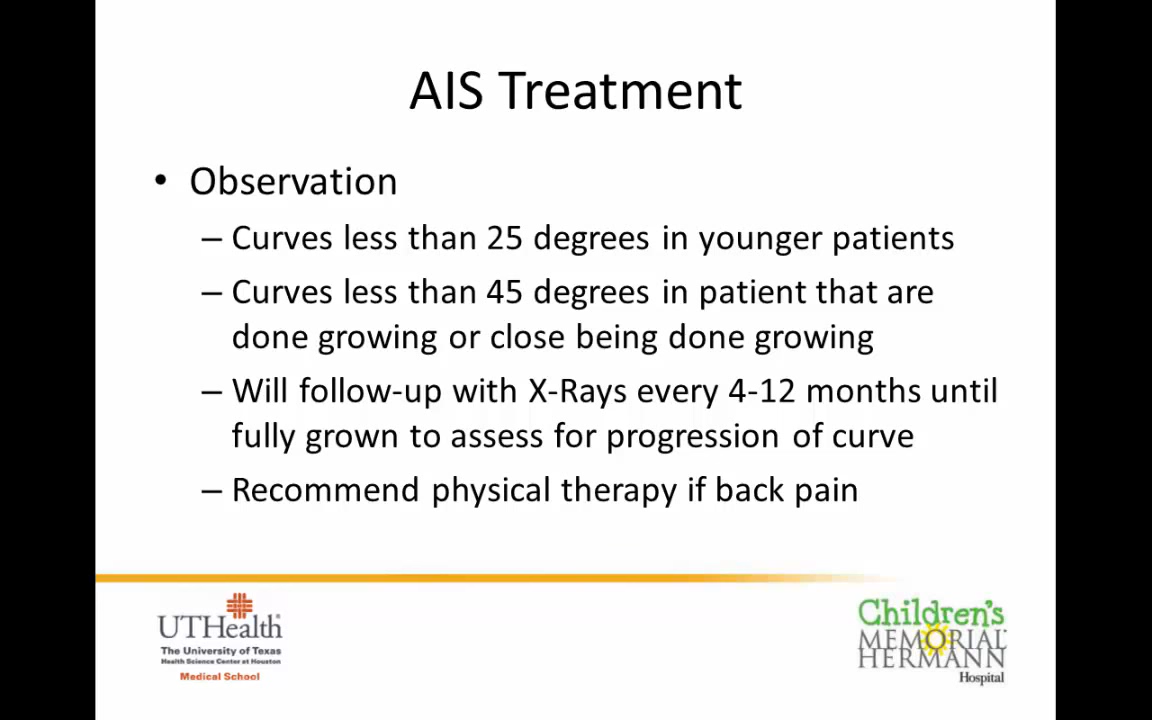 AIS Treatment
• Observation
– Curves less than 25 degrees in younger patients
– Curves less than 45 degrees in patient that are
done growing or close being done growing
– Will follow-up with X-Rays every 4-12 months until
fully grown to assess for progression of curve
– Recommend physical therapy if back pain
UTHealth
The University of Texas
Health Science Center at Houston
Medical School
Children's
MEMORIAL
HERMANN
Hospital